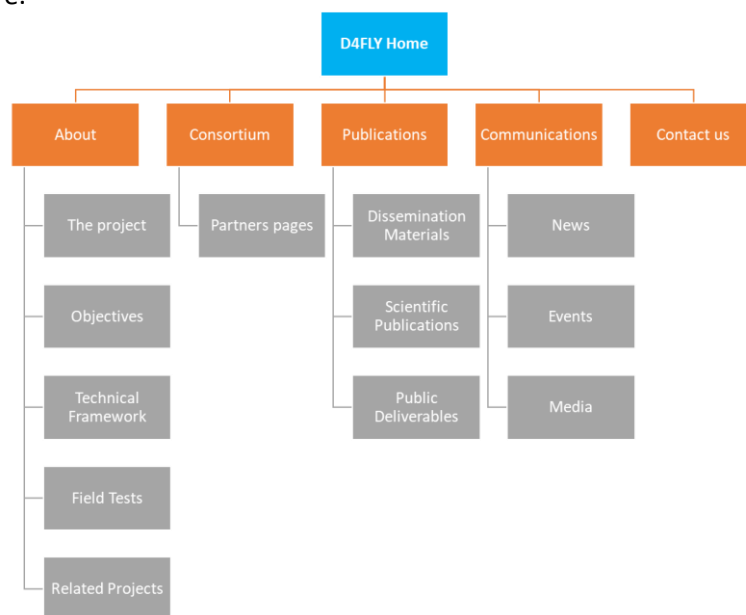 e.
D4FLY Home
About
Consortium
Publications
Communications
Contact us
The project
Objectives
Technical
Framework
Field Tests
Related Projects
Partners pages
Dissemination
Materials
Scientific
Publications
Public
Deliverables
News
Events
Media